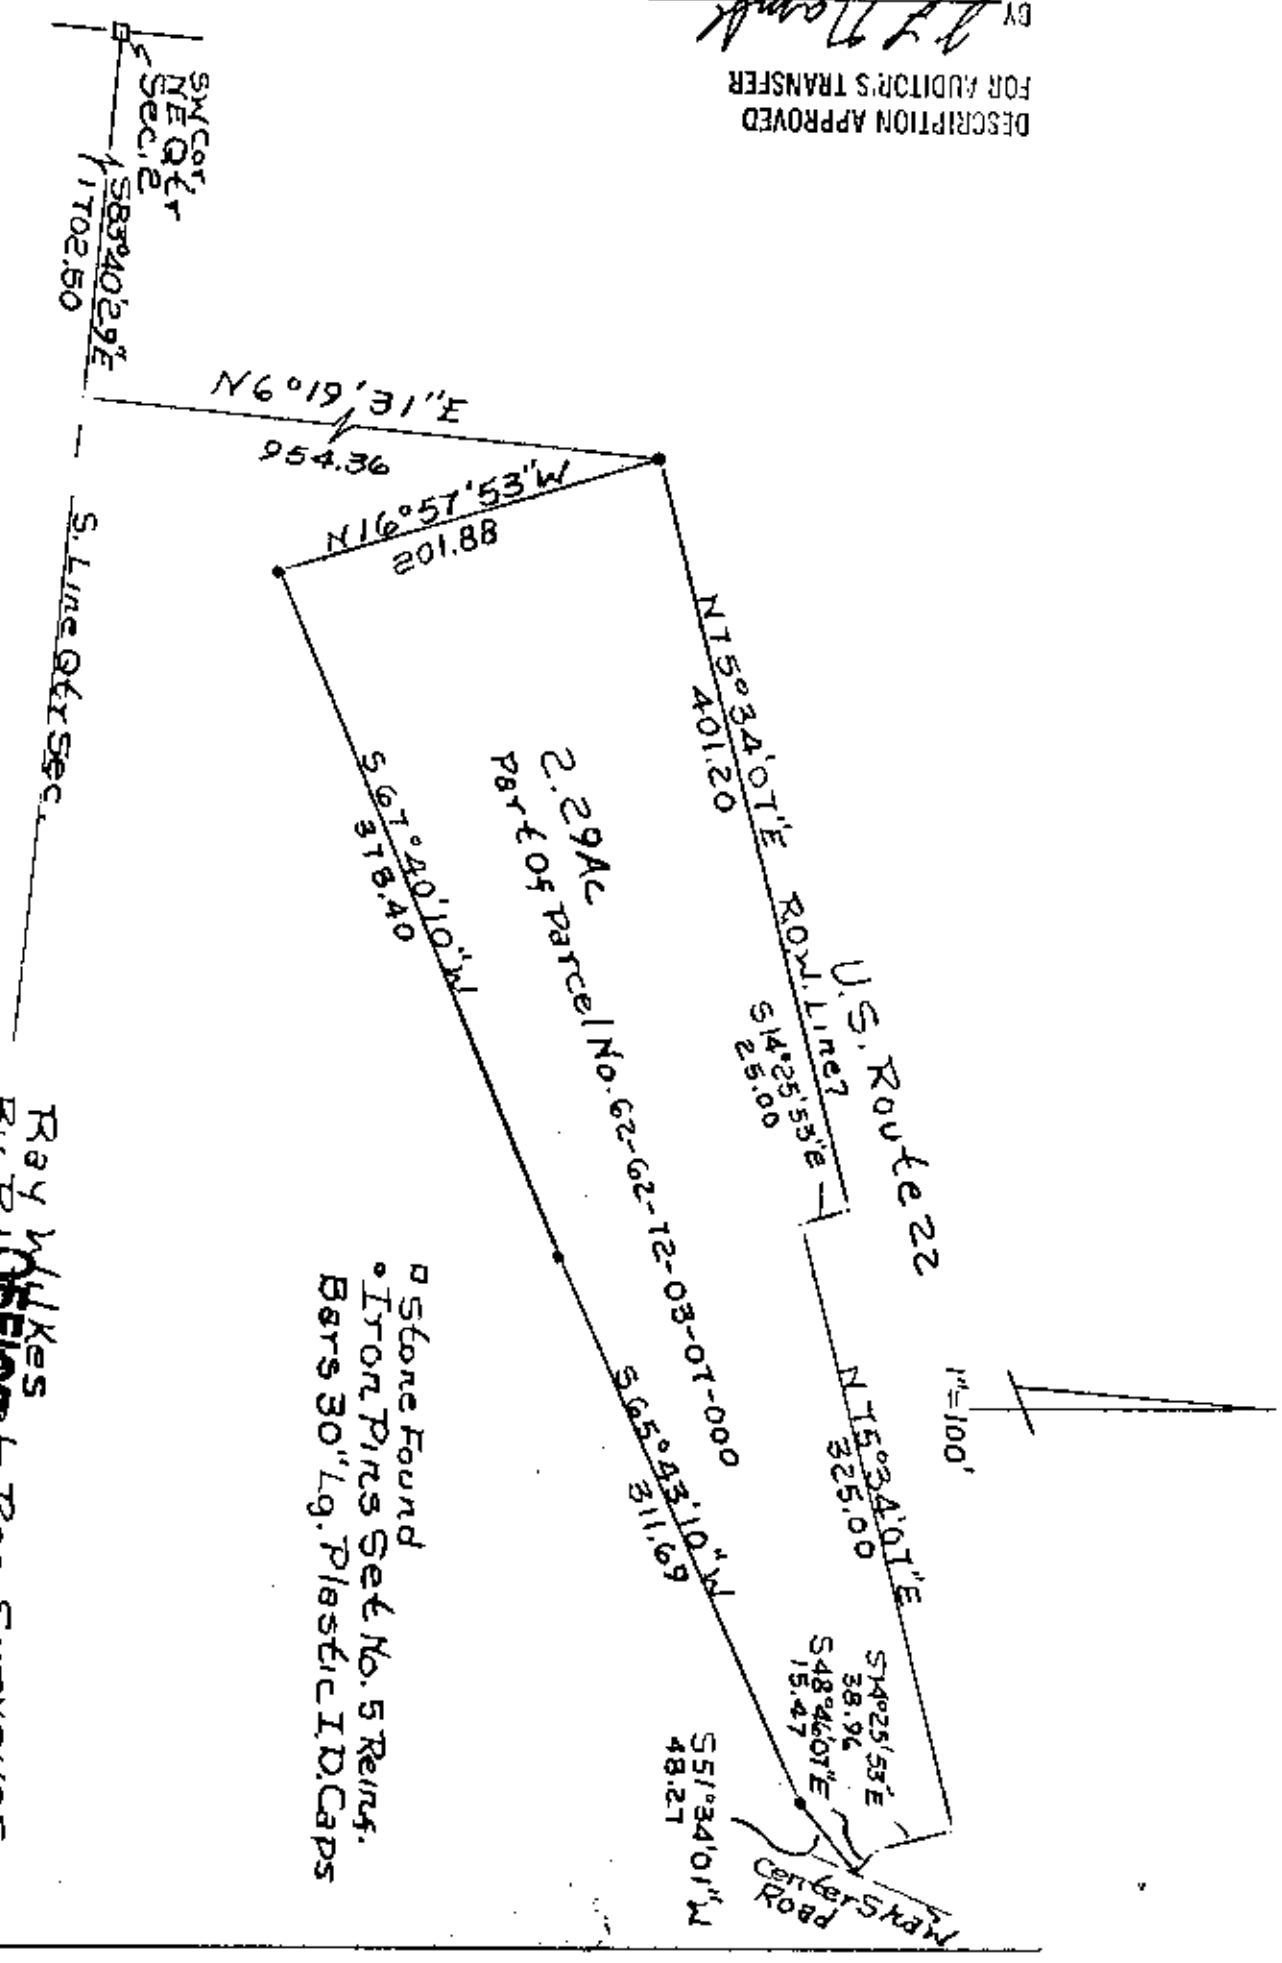 DESCRIPTION APPROVED
FOR AUDITOR'S TRANSFER
BY
SW Cor.
NE Qtr
Sec. 2
S83°40'29"E
1702.50
N6°19'31"E
954.36
N16°57'53"W
201.88
N75°34'07"E
401.20
R.O.W. Line?
U.S. Route 22
S14°25'53"E
25.00
N75°34'07"E
325.00
1"=100'
S14°25'53"E
38.96
S48°46'07"E
15.47
Center Shaw
Road
S51°34'01"W
48.27
S65°43'10"W
311.69
S67°40'10"W
378.40
2.29Ac
Part Of Parcel No. 62-62-72-03-07-000
S. Line Qtr Sec.
□ Stone Found
• Iron Pins Set No. 5 Reinf.
Bars 30" Lg. Plastic I.D. Caps
Ray Wilkes